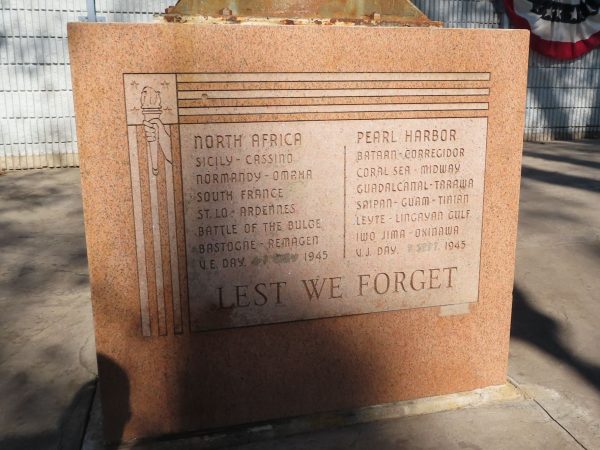 NORTH AFRICA
SICILY - CASSINO
NORMANDY - OMAHA
SOUTH FRANCE
ST. LO - ARDENNES
BATTLE OF THE BULGE
BASTOGNE - REMAGEN
V.E. DAY. MAY 1945
PEARL HARBOR
BATAAN - CORREGIDOR
CORAL SEA - MIDWAY
GUADALCANAL - TARAWA
SAIPAN - GUAM - TINIAN
LEYTE - LINGAYAN GULF
IWO JIMA - OKINAWA
V.J. DAY. SEPT. 1945
LEST WE FORGET